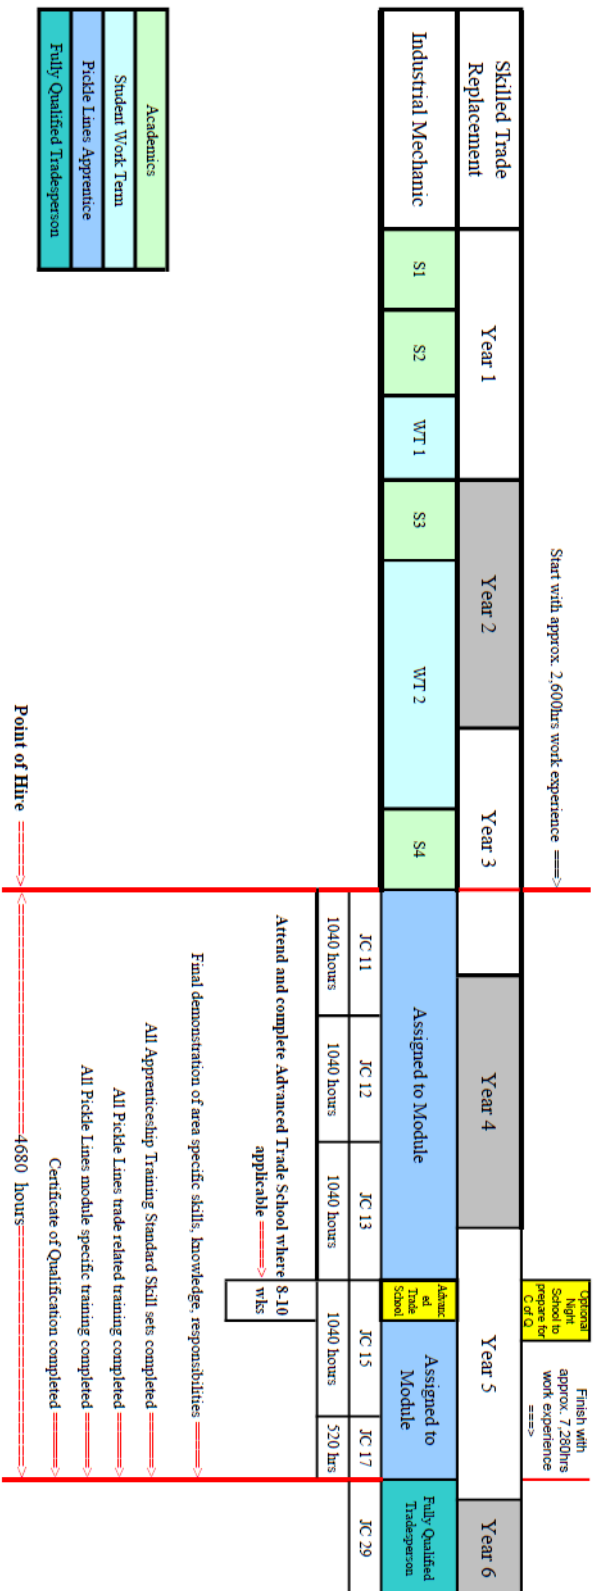 Start with approx. 2,600hrs work experience ===>
Optional
Night
School to
prepare for
C of Q
Finish with
approx. 7,280hrs
work experience
===>
Skilled Trade
Replacement
Year 1
Year 2
Year 3
Year 4
Year 5
Year 6
Industrial Mechanic
S1
S2
WT 1
S3
WT 2
S4
Assigned to Module
Advanc
ed
Trade
School
Assigned to
Module
Fully Qualified
Tradesperson
JC 11
JC 12
JC 13
JC 15
JC 17
JC 29
1040 hours
1040 hours
1040 hours
1040 hours
520 hrs
Attend and complete Advanced Trade School where
applicable =====>
8-10
wks
Final demonstration of area specific skills, knowledge, responsibilities =====>
All Apprenticeship Training Standard Skill sets completed =====>
All Pickle Lines trade related training completed =====>
All Pickle Lines module specific training completed =====>
Certificate of Qualification completed =====>
Point of Hire =====>
<=====================4680 hours=====================>
Academics
Student Work Term
Pickle Lines Apprentice
Fully Qualified Tradesperson